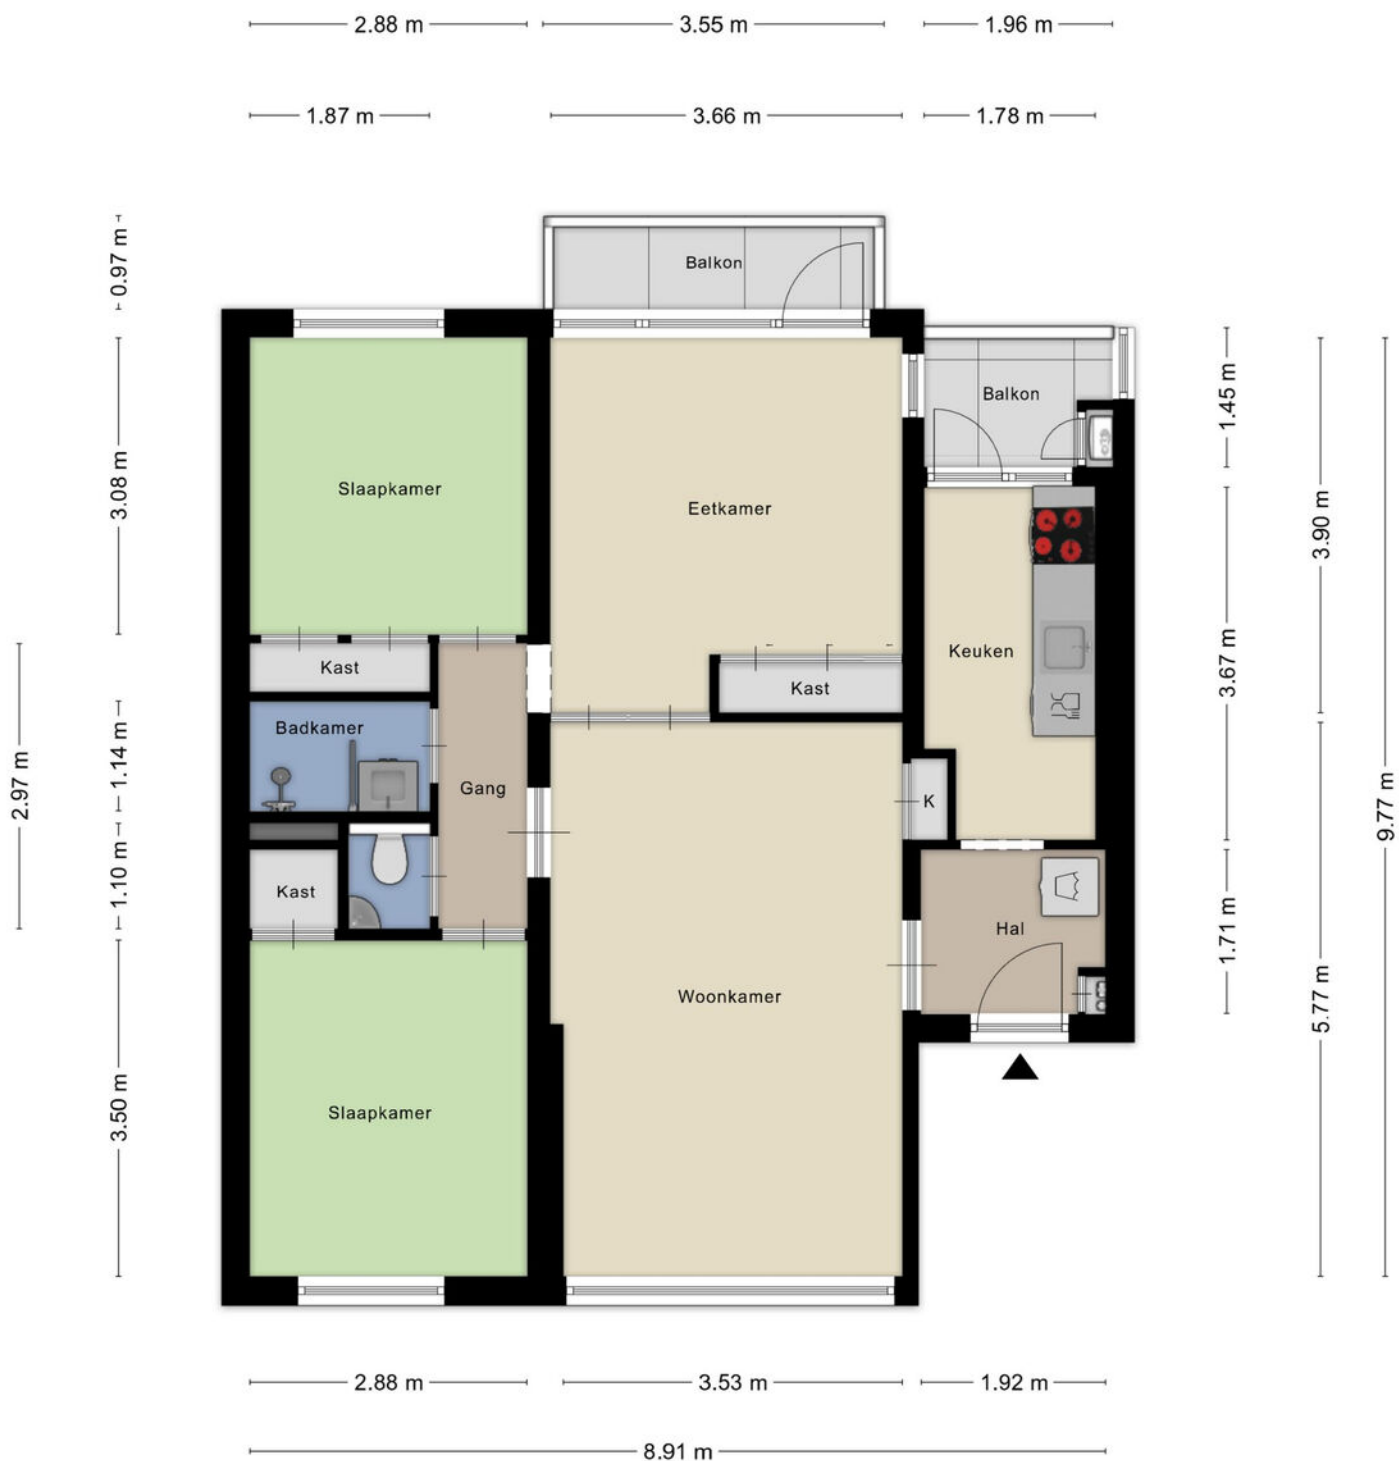 2.88 m
3.55 m
1.96 m
1.87 m
3.66 m
1.78 m
0.97 m
Balkon
Balkon
1.45 m
3.08 m
Slaapkamer
Eetkamer
3.90 m
Keuken
3.67 m
Kast
Kast
Badkamer
1.14 m
2.97 m
Gang
K
9.77 m
1.10 m
Kast
Hal
1.71 m
Woonkamer
5.77 m
3.50 m
Slaapkamer
2.88 m
3.53 m
1.92 m
8.91 m